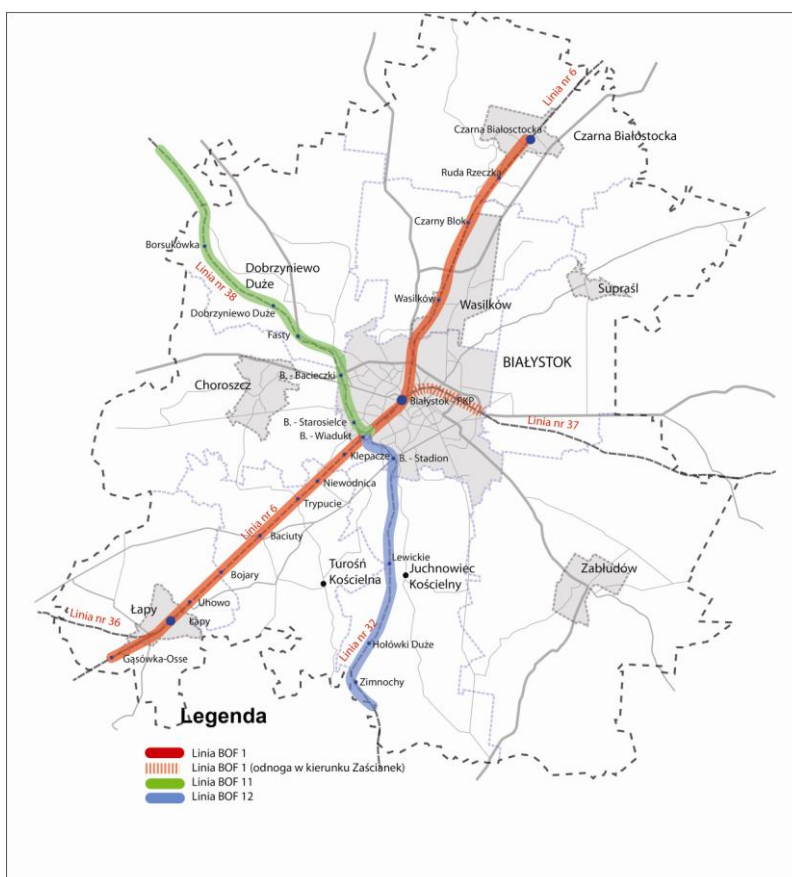 Linia nr 6
Czarna Białosctocka
Czarna Białostocka
Ruda Rzeczka
Czarny Blok
Borsukówka
Dobrzyniewo
Duże
Linia nr 38
Supraśl
Wasilków
Wasilków
Dobrzyniewo Duże
Fasty
BIAŁYSTOK
B. - Bacieczki
Choroszcz
Białystok - PKP
B. - Starosielce
Linia nr 37
B. - Wiadukt
Klepacze
B. - Stadion
Niewodnica
Trypucie
Linia nr 6
Baciuty
Lewickie
Turośń
Kościelna
Juchnowiec
Kościelny
Zabłudów
Bojary
Uhowo
Łapy
Linia nr 36
Łapy
Linia nr 32
Hołówki Duże
Gąsówka-Osse
Zimnochy
Legenda
Linia BOF 1
Linia BOF 1 (odnoga w kierunku Zaścianek)
Linia BOF 11
Linia BOF 12